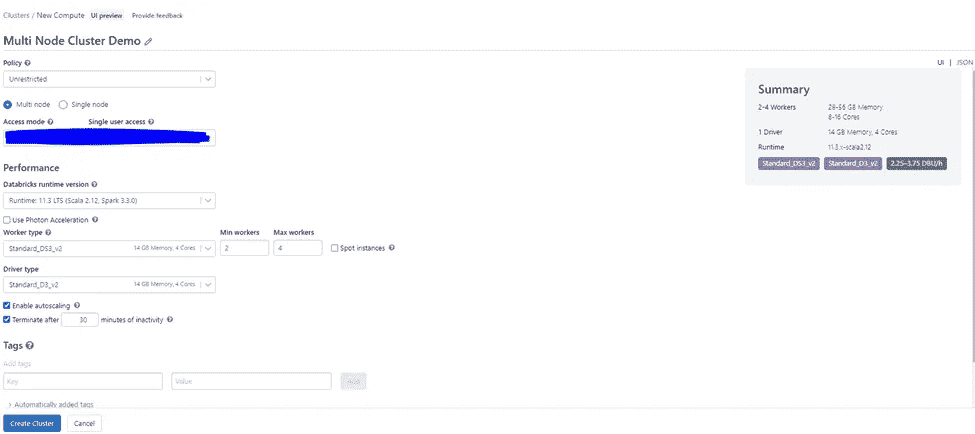 Clusters / New Compute UI preview Provide feedback
Multi Node Cluster Demo
UI | JSON
Policy
Unrestricted
Multi node Single node
Access mode Single user access
Performance
Databricks runtime version
Runtime: 11.3 LTS (Scala 2.12, Spark 3.3.0)
Use Photon Acceleration
Worker type Min workers Max workers
Standard_DS3_v2 14 GB Memory, 4 Cores 2 4 Spot instances
Driver type
Standard_D3_v2 14 GB Memory, 4 Cores
Enable autoscaling
Terminate after 30 minutes of inactivity
Tags
Add tags
Key Value Add
Automatically added tags
Create Cluster Cancel
Summary
2-4 Workers 28-56 GB Memory
8-16 Cores
1 Driver 14 GB Memory, 4 Cores
Runtime 11.3.x-scala2.12
Standard_DS3_v2 Standard_D3_v2 2.25–3.75 DBU/h